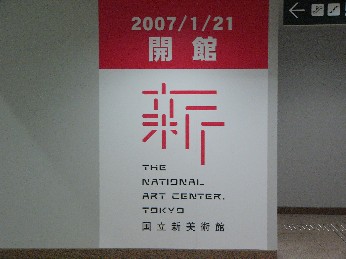 2007/1/21
開館
新
THE
NATIONAL
ART CENTER,
TOKYO
国立新美術館